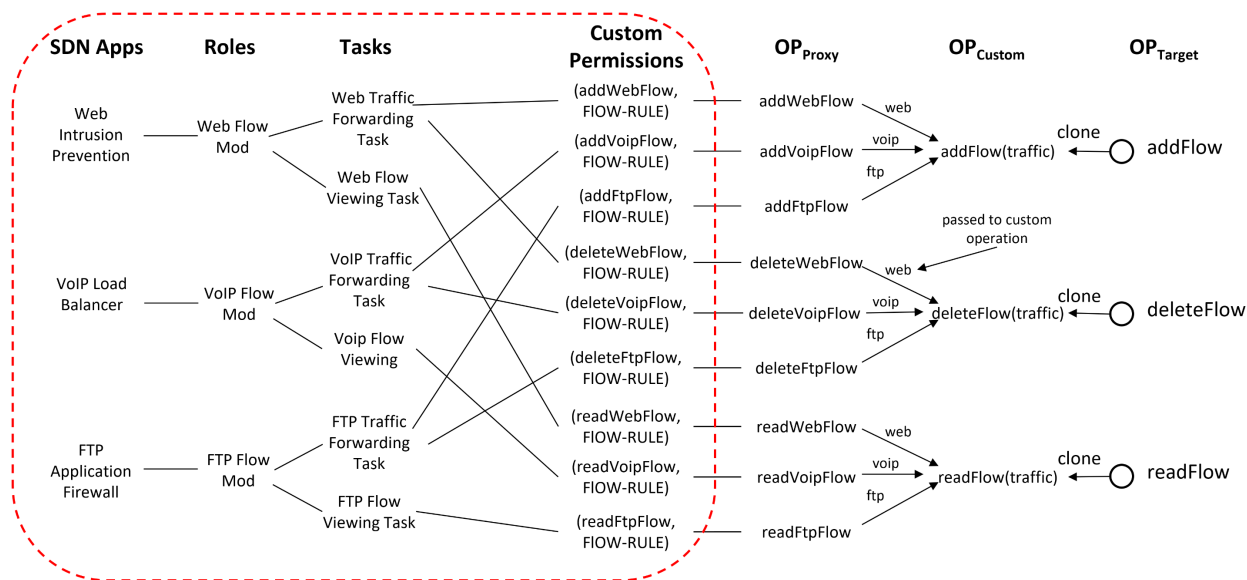 SDN Apps
Roles
Tasks
Custom
Permissions
OPProxy
OPCustom
OPTarget
Web
Intrusion
Prevention
Web Flow
Mod
Web Traffic
Forwarding
Task
Web Flow
Viewing Task
VoIP Load
Balancer
VoIP Flow
Mod
VoIP Traffic
Forwarding
Task
Voip Flow
Viewing
FTP
Application
Firewall
FTP Flow
Mod
FTP Traffic
Forwarding
Task
FTP Flow
Viewing Task
(addWebFlow,
FlOW-RULE)
(addVoipFlow,
FlOW-RULE)
(addFtpFlow,
FlOW-RULE)
(deleteWebFlow,
FlOW-RULE)
(deleteVoipFlow,
FlOW-RULE)
(deleteFtpFlow,
FlOW-RULE)
(readWebFlow,
FlOW-RULE)
(readVoipFlow,
FlOW-RULE)
(readFtpFlow,
FlOW-RULE)
addWebFlow
addVoipFlow
addFtpFlow
web
voip
ftp
addFlow(traffic)
clone
addFlow
passed to custom
operation
deleteWebFlow
deleteVoipFlow
deleteFtpFlow
web
voip
ftp
deleteFlow(traffic)
clone
deleteFlow
readWebFlow
readVoipFlow
readFtpFlow
web
voip
ftp
readFlow(traffic)
clone
readFlow